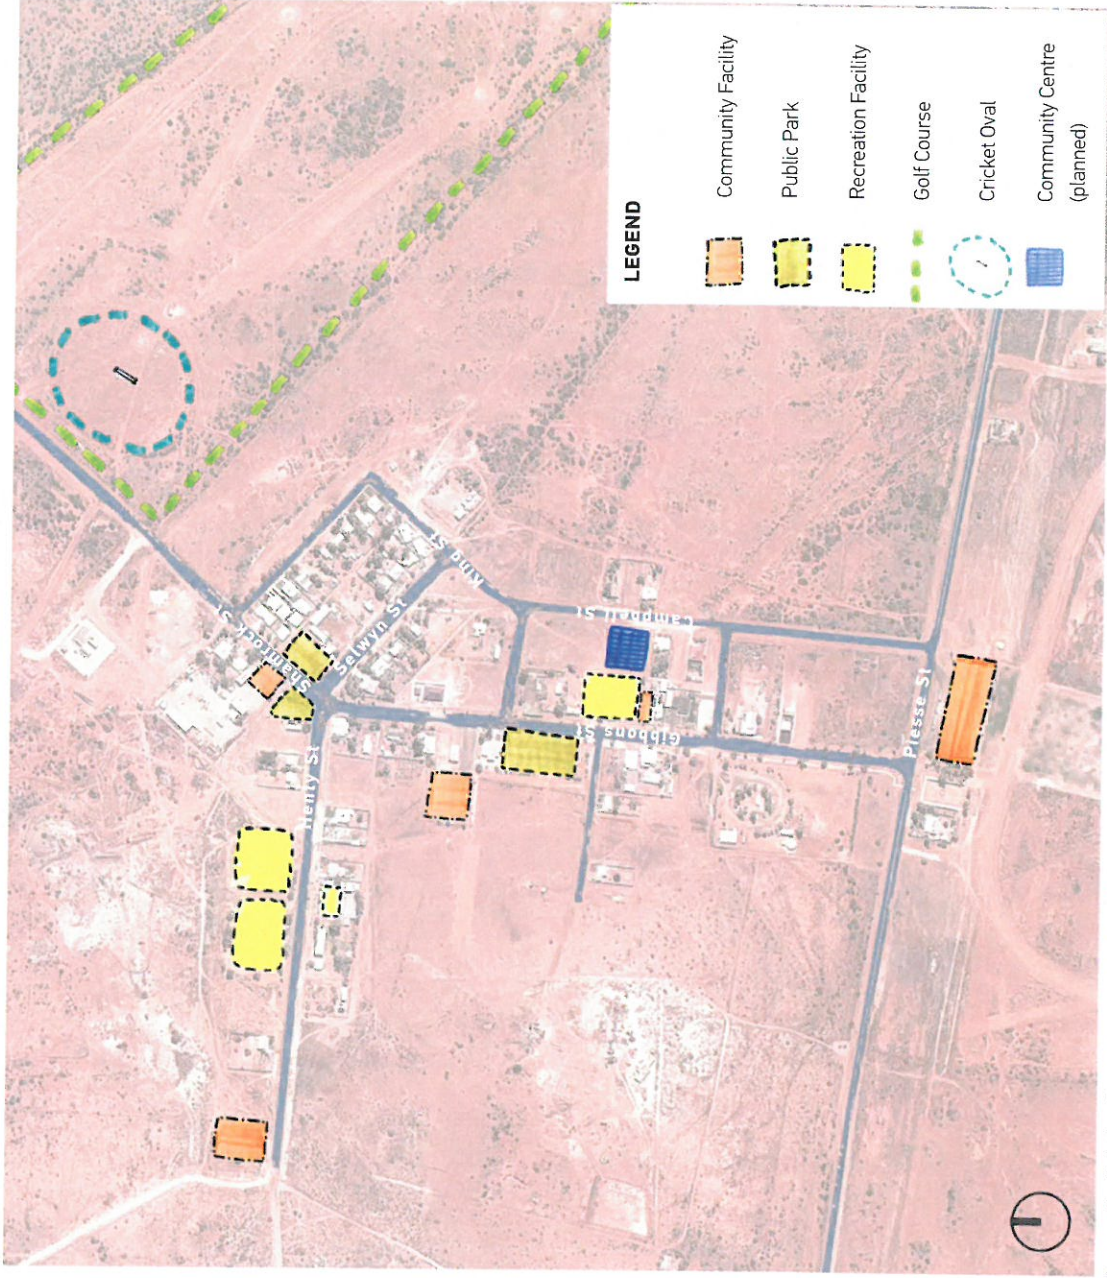 Shamrock St
Selwyn St
King St
Henty St
Campbell St
Gibbons St
Piesse St
LEGEND
Community Facility
Public Park
Recreation Facility
Golf Course
Cricket Oval
Community Centre
(planned)